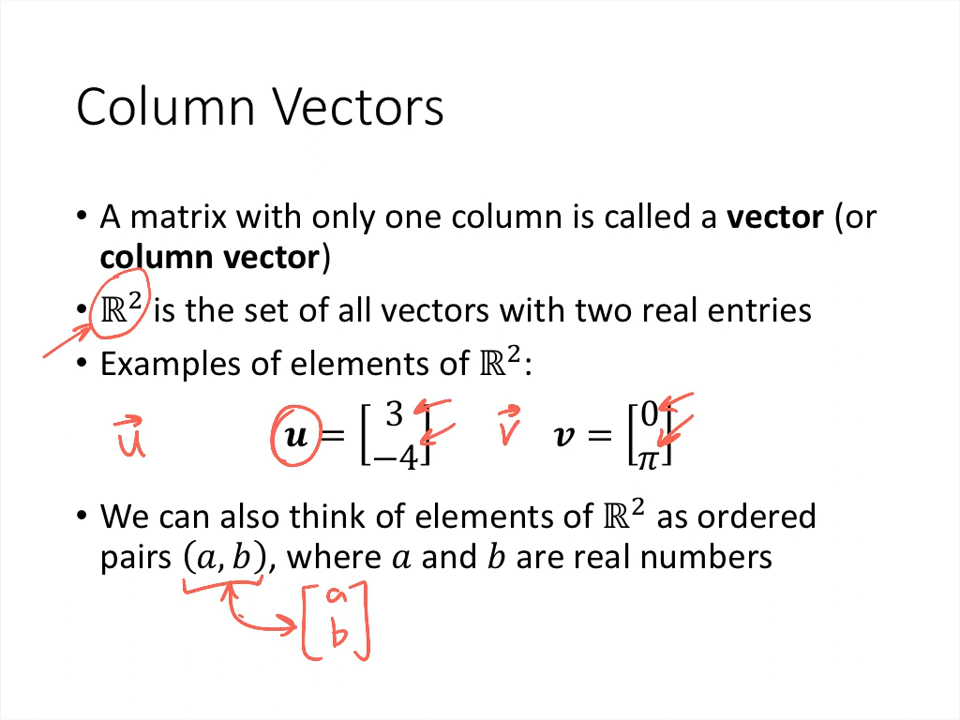 Column Vectors
• A matrix with only one column is called a vector (or
column vector)
• ℝ² is the set of all vectors with two real entries
• Examples of elements of ℝ²:
u⃗ u = [3 −4] v⃗ v = [0 π]
• We can also think of elements of ℝ² as ordered
pairs (a, b), where a and b are real numbers
[a b]